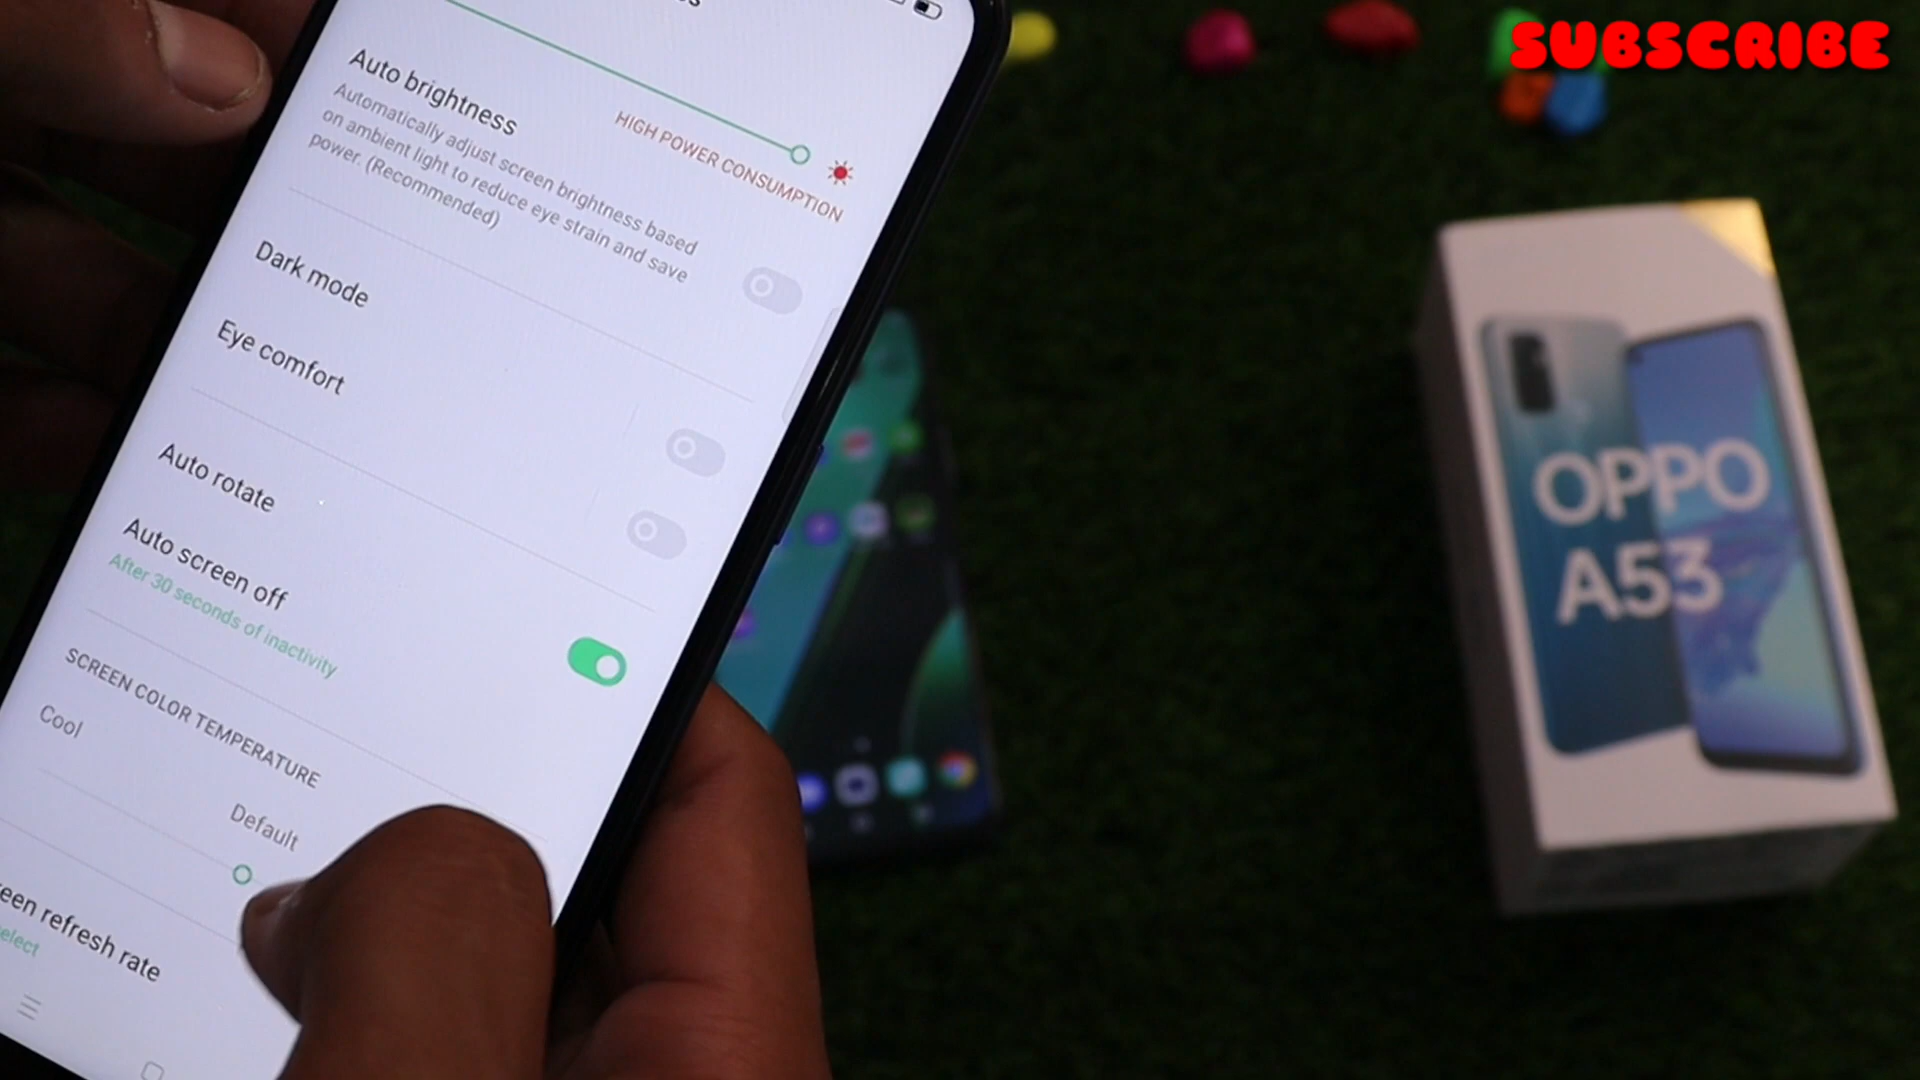 SUBSCRIBE
HIGH POWER CONSUMPTION
Auto brightness
Automatically adjust screen brightness based
on ambient light to reduce eye strain and save
power. (Recommended)
Dark mode
Eye comfort
Auto rotate
Auto screen off
After 30 seconds of inactivity
SCREEN COLOR TEMPERATURE
Cool
Default
een refresh rate
elect
OPPO
A53